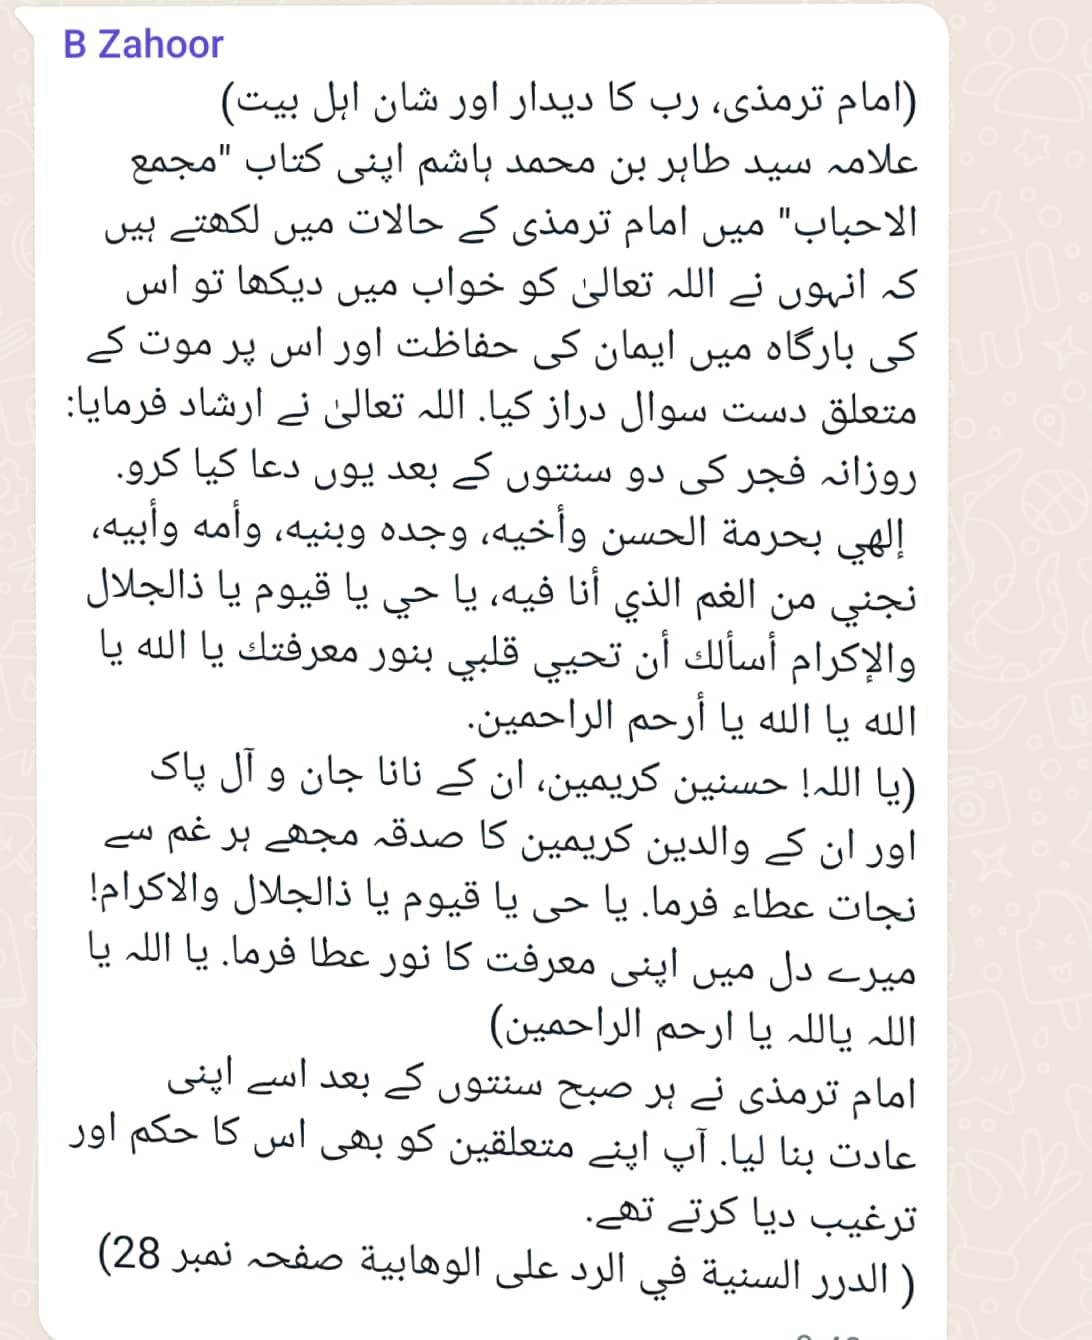 B Zahoor
(امام ترمذی، رب کا دیدار اور شان اہل بیت)
علامہ سید طاہر بن محمد ہاشم اپنی کتاب "مجمع
الاحباب" میں امام ترمذی کے حالات میں لکھتے ہیں
کہ انہوں نے اللہ تعالیٰ کو خواب میں دیکھا تو اس
کی بارگاہ میں ایمان کی حفاظت اور اس پر موت کے
متعلق دست سوال دراز کیا. اللہ تعالیٰ نے ارشاد فرمایا:
روزانہ فجر کی دو سنتوں کے بعد یوں دعا کیا کرو.
إلهي بحرمة الحسن وأخيه، وجده وبنيه، وأمه وأبيه،
نجني من الغم الذي أنا فيه، يا حي يا قيوم يا ذالجلال
والإكرام أسألك أن تحيي قلبي بنور معرفتك يا الله يا
الله يا الله يا أرحم الراحمين.
(یا اللہ! حسنین کریمین، ان کے نانا جان و آل پاک
اور ان کے والدین کریمین کا صدقہ مجھے ہر غم سے
نجات عطاء فرما. یا حی یا قیوم یا ذالجلال والاکرام!
میرے دل میں اپنی معرفت کا نور عطا فرما. یا اللہ یا
اللہ یاللہ یا ارحم الراحمین)
امام ترمذی نے ہر صبح سنتوں کے بعد اسے اپنی
عادت بنا لیا. آپ اپنے متعلقین کو بھی اس کا حکم اور
ترغیب دیا کرتے تھے.
( الدرر السنية في الرد على الوهابية صفحہ نمبر 28)